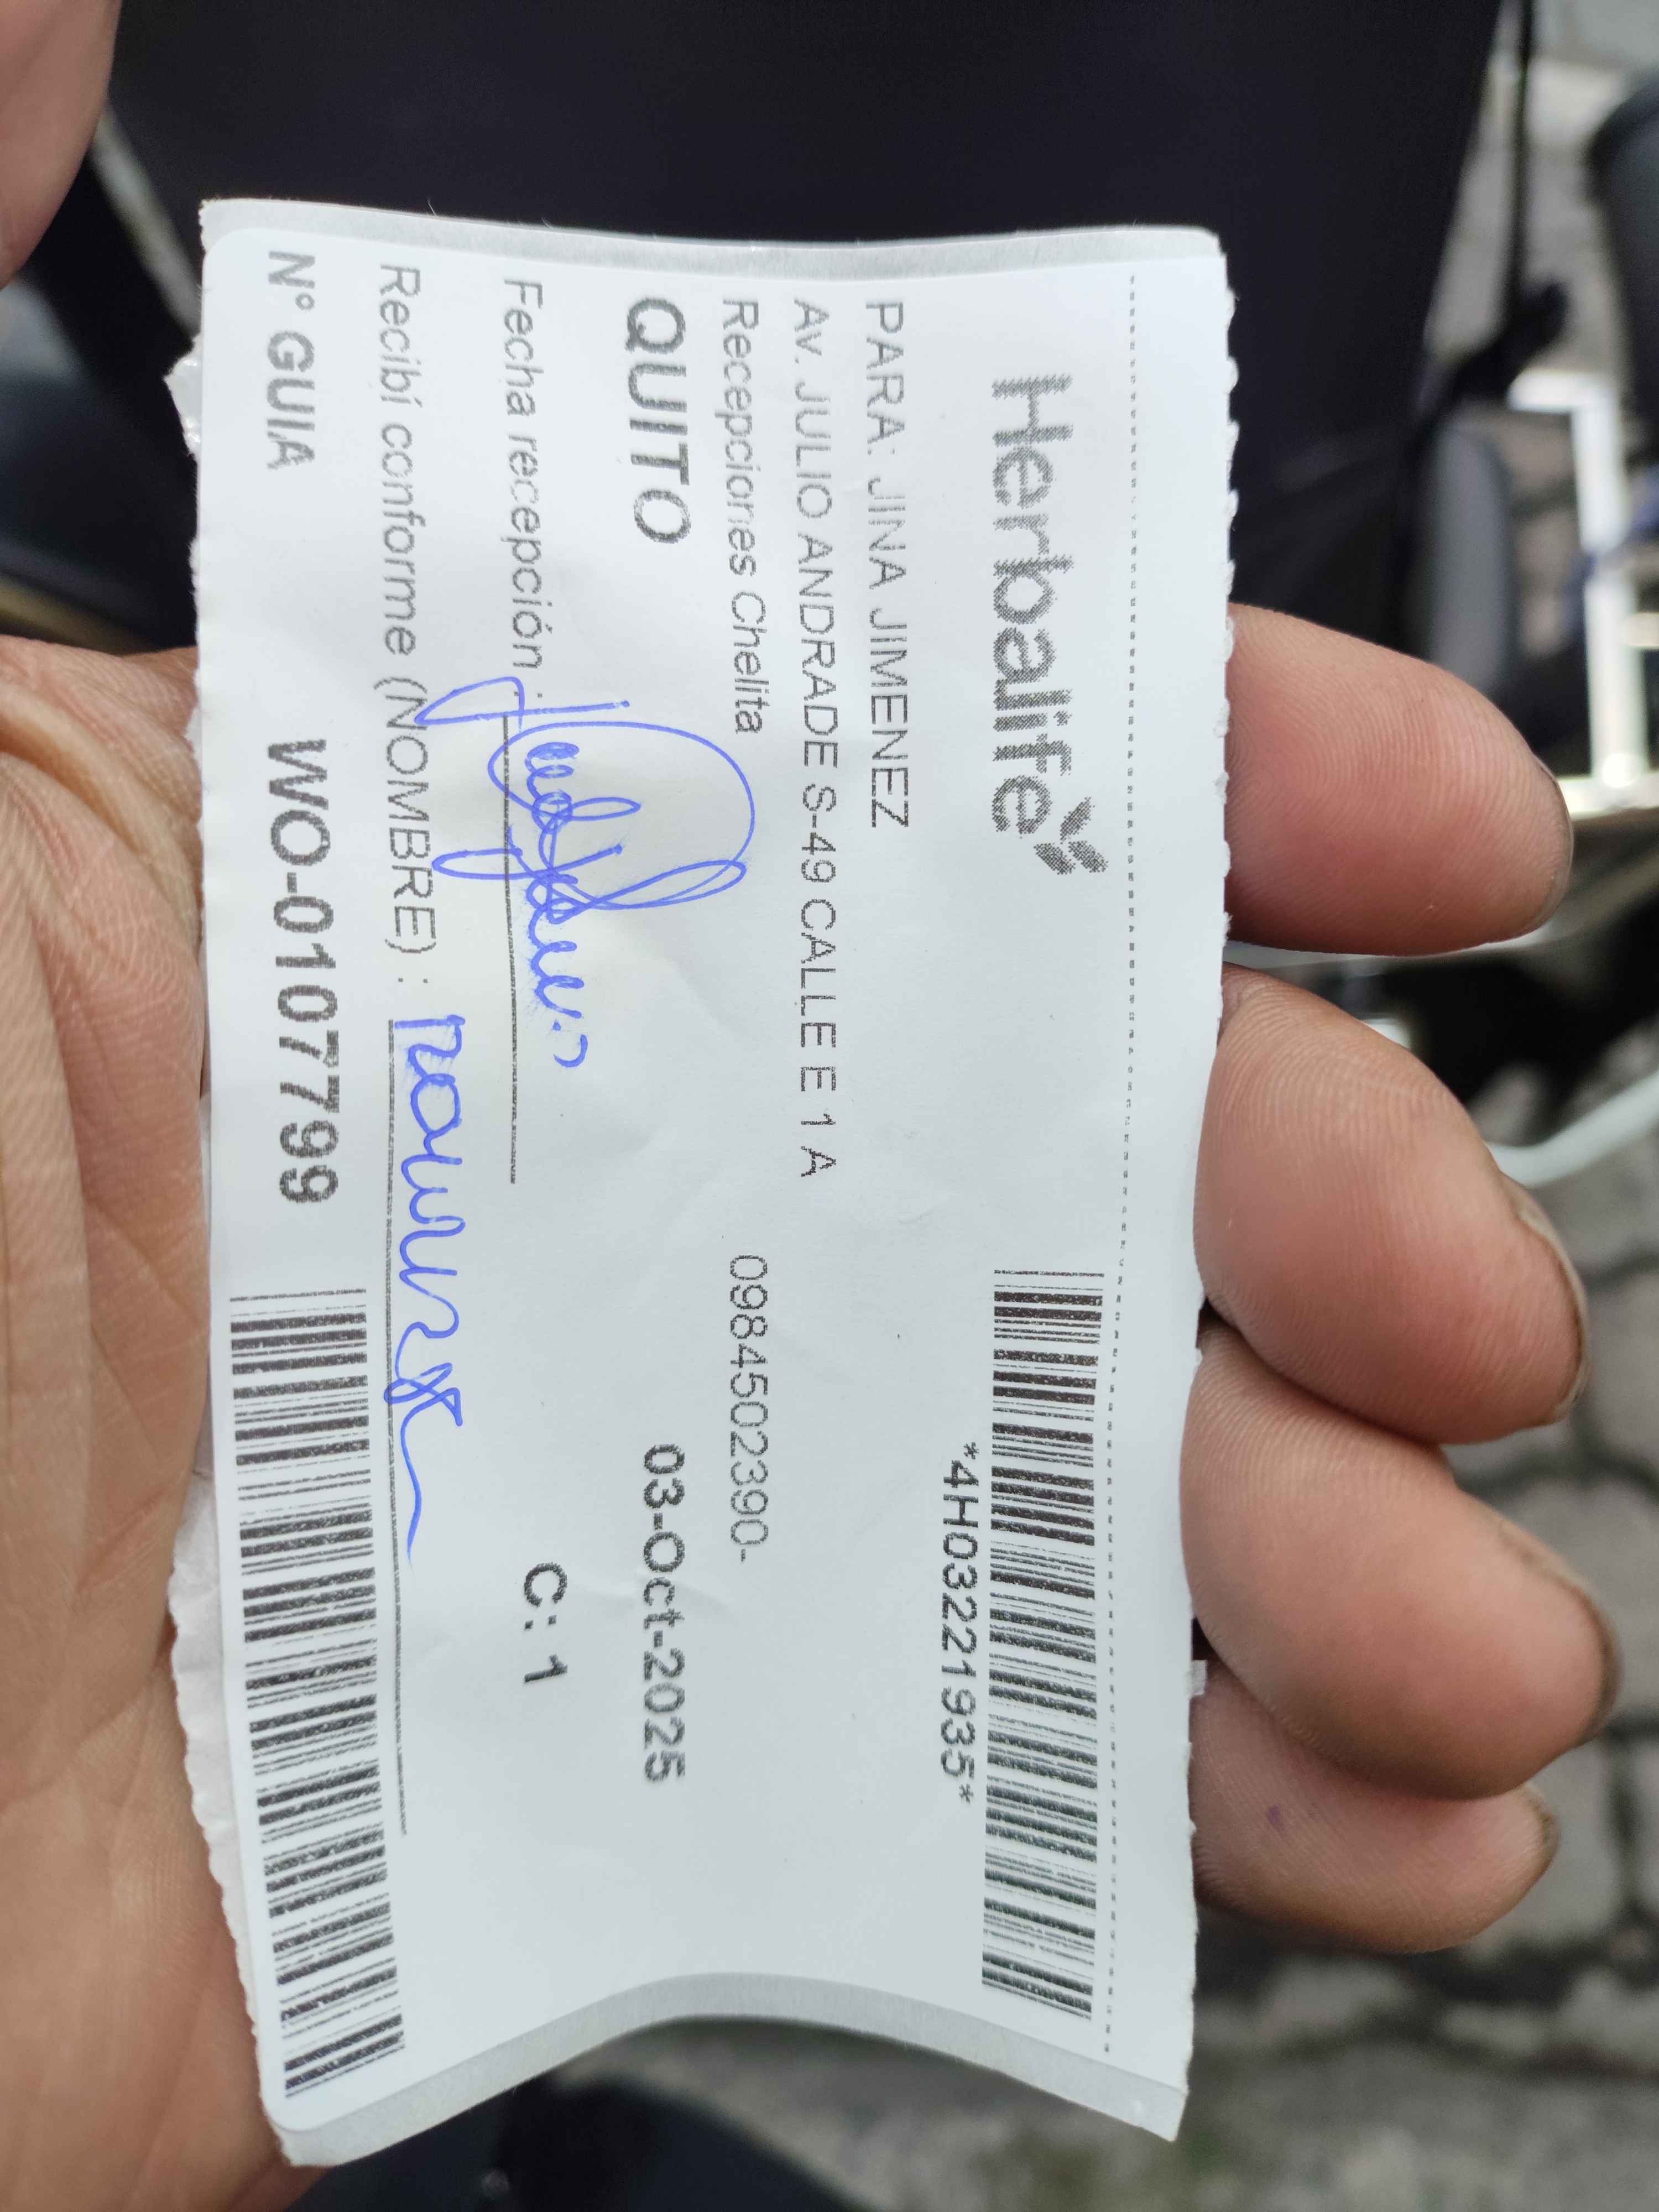 Herbalife
*4H03221935*
PARA: JINA JIMENEZ
Av. JULIO ANDRADE S-49 CALLE E 1 A
Recepciones Chelita 0984502390-
QUITO 03-Oct-2025
Fecha recepción :
C: 1
Recibí conforme (NOMBRE) :
N° GUIA WO-0107799